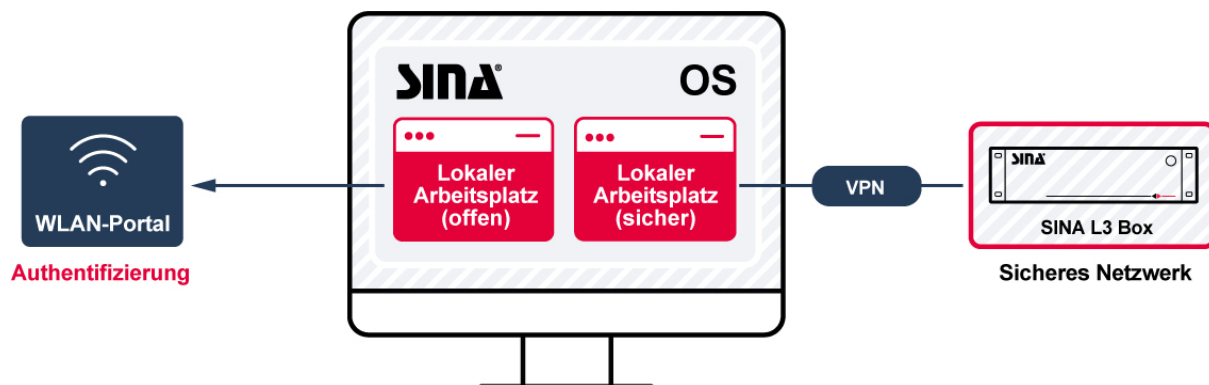 SINA®
OS
WLAN-Portal
Authentifizierung
Lokaler
Arbeitsplatz
(offen)
Lokaler
Arbeitsplatz
(sicher)
VPN
SINA
SINA L3 Box
Sicheres Netzwerk